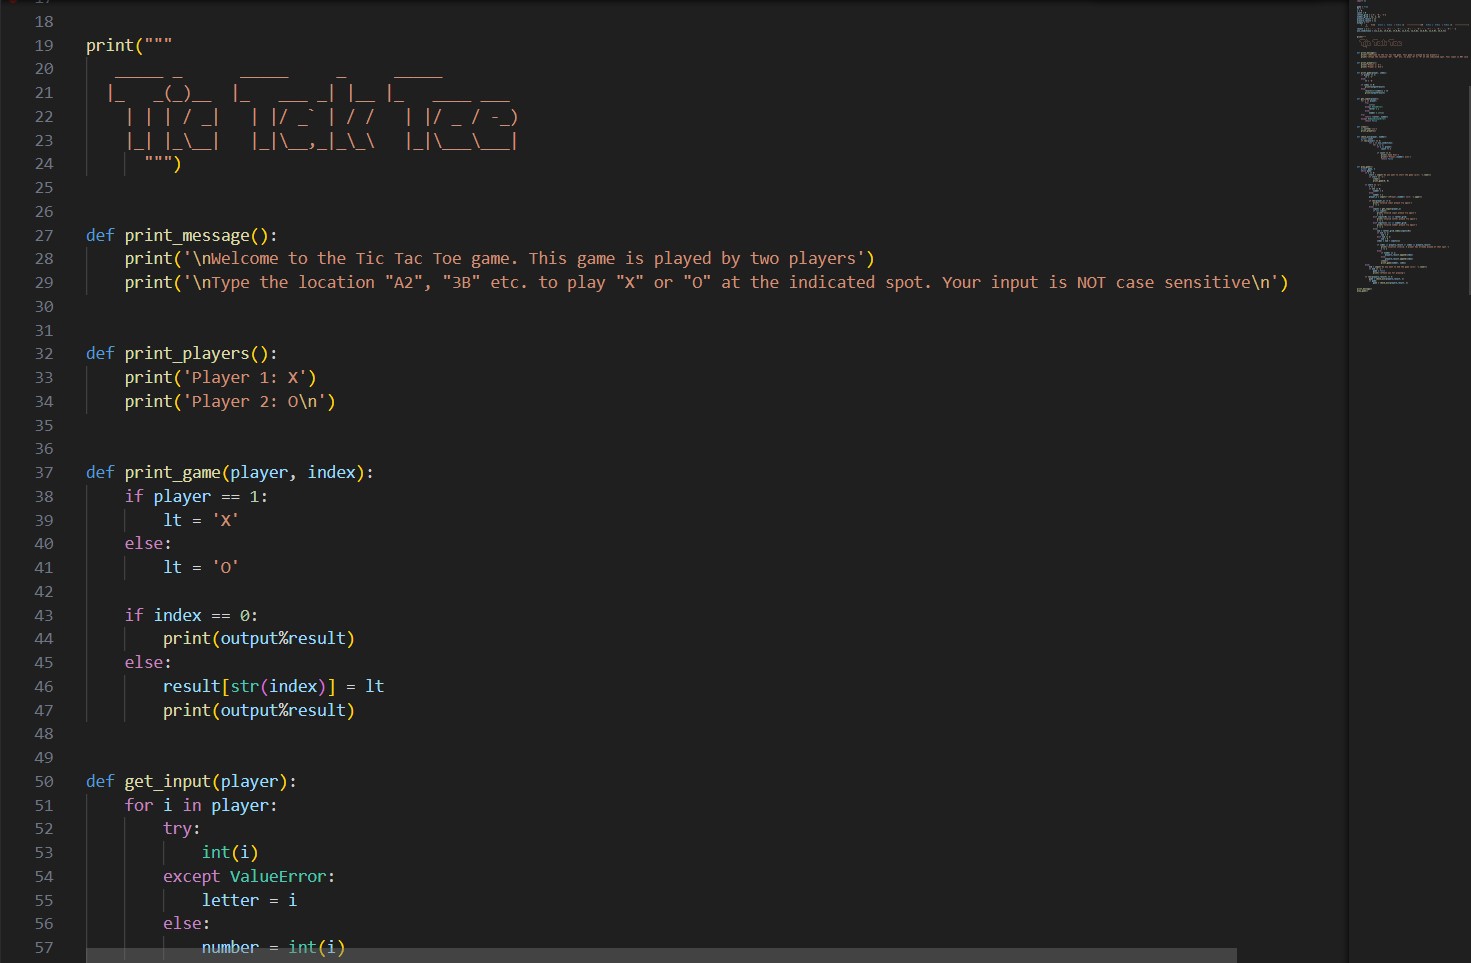 18
19 print("""
20   _____ _      _____     _     _____
21  |_   _(_)__  |_   ___ _| |__ |_   ____ ___
22    | | | / _|   | |/ _` | / /   | |/ _ / -_)
23    |_| |_\__|   |_|\__,_|_\_\   |_|\___\___|
24      """)
25
26
27 def print_message():
28     print('\nWelcome to the Tic Tac Toe game. This game is played by two players')
29     print('\nType the location "A2", "3B" etc. to play "X" or "O" at the indicated spot. Your input is NOT case sensitive\n')
30
31
32 def print_players():
33     print('Player 1: X')
34     print('Player 2: O\n')
35
36
37 def print_game(player, index):
38     if player == 1:
39         lt = 'X'
40     else:
41         lt = 'O'
42
43     if index == 0:
44         print(output%result)
45     else:
46         result[str(index)] = lt
47         print(output%result)
48
49
50 def get_input(player):
51     for i in player:
52         try:
53             int(i)
54         except ValueError:
55             letter = i
56         else:
57             number = int(i)